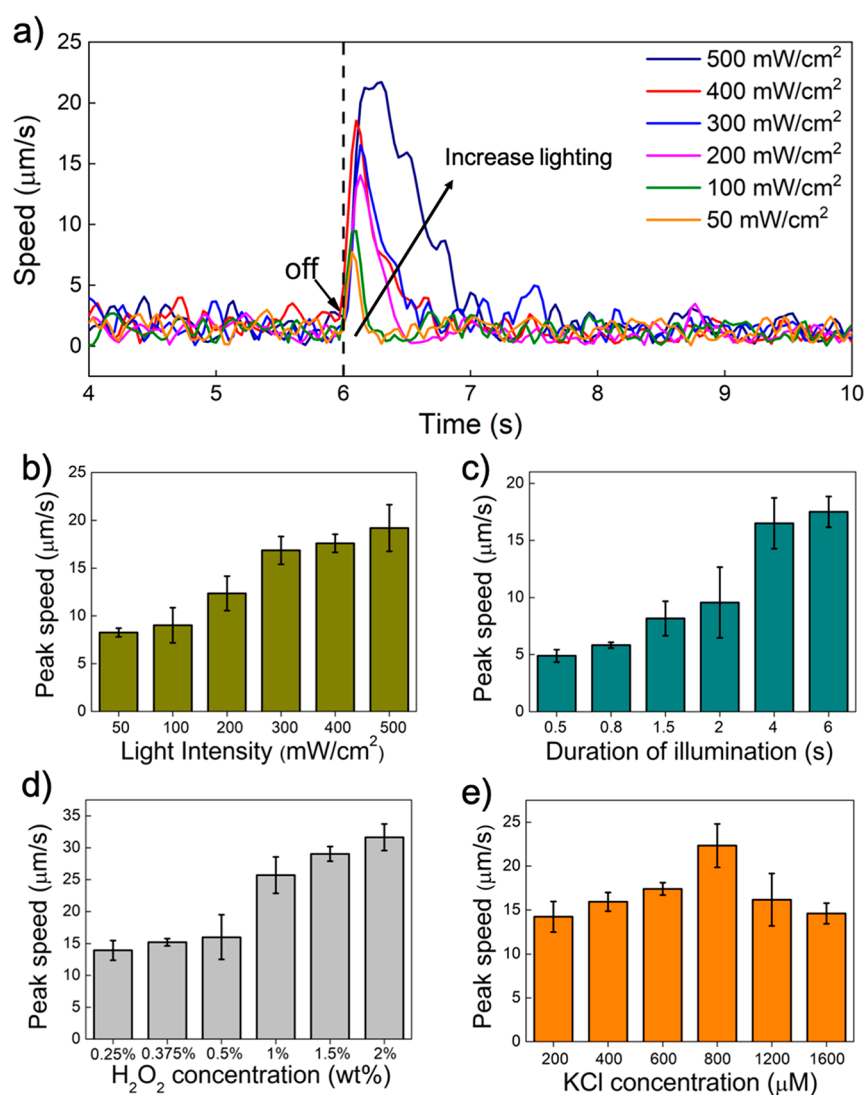 a)
25
20
15
10
5
0
Speed (μm/s)
500 mW/cm²
400 mW/cm²
300 mW/cm²
200 mW/cm²
100 mW/cm²
50 mW/cm²
Increase lighting
off
4 5 6 7 8 9 10
Time (s)
b)
25
20
15
10
5
0
Peak speed (μm/s)
50 100 200 300 400 500
Light Intensity (mW/cm²)
c)
20
15
10
5
0
Peak speed (μm/s)
0.5 0.8 1.5 2 4 6
Duration of illumination (s)
d)
35
30
25
20
15
10
5
0
Peak speed (μm/s)
0.25% 0.375% 0.5% 1% 1.5% 2%
H₂O₂ concentration (wt%)
e)
25
20
15
10
5
0
Peak speed (μm/s)
200 400 600 800 1200 1600
KCl concentration (μM)